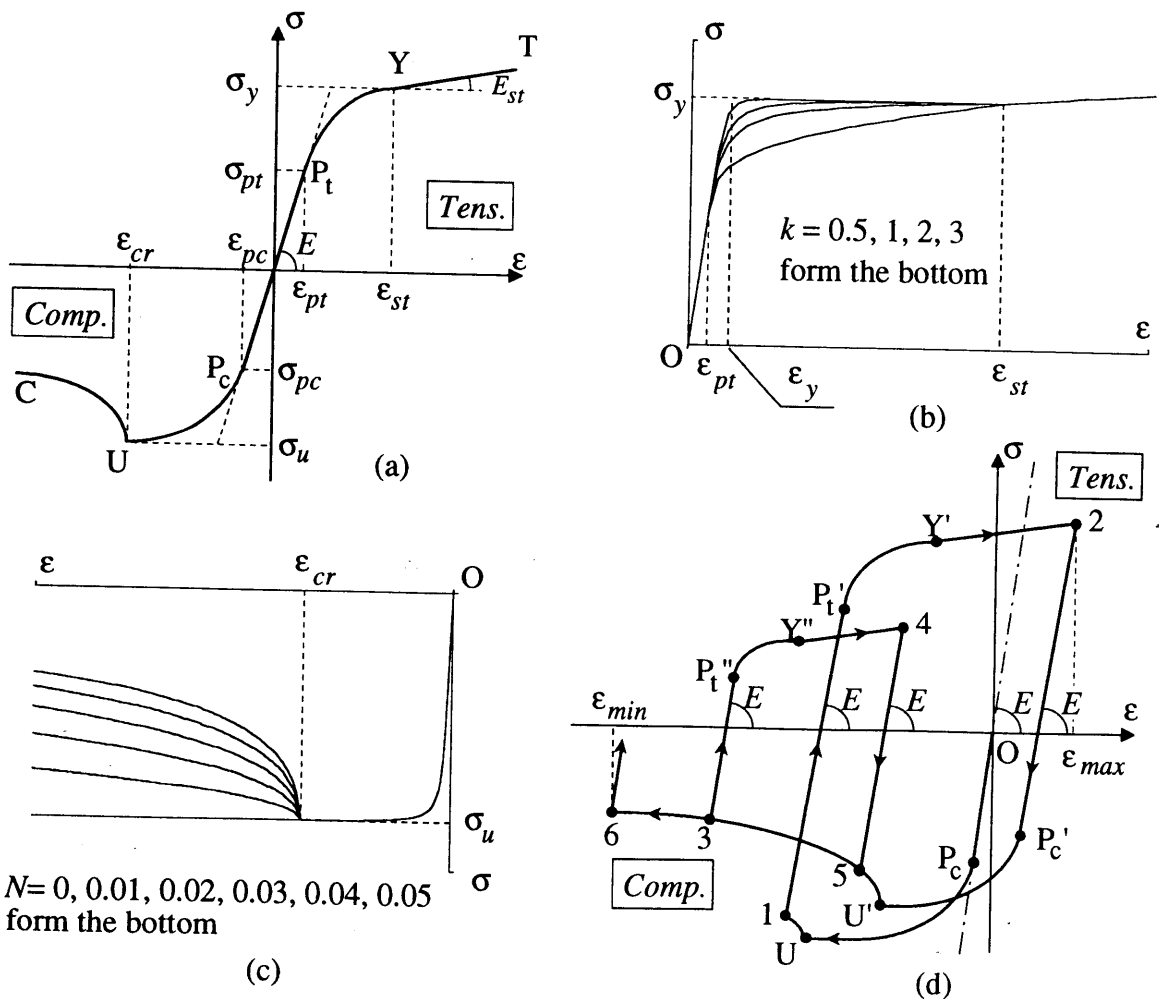 σ
T
Y
σy
Est
σpt
Pt
Tens.
εcr
εpc
E
ε
εpt
εst
Comp.
Pc
σpc
C
U
σu
(a)
σ
σy
k = 0.5, 1, 2, 3
form the bottom
ε
O
εpt
εy
εst
(b)
ε
εcr
O
σu
σ
N= 0, 0.01, 0.02, 0.03, 0.04, 0.05
form the bottom
(c)
σ
Tens.
2
Y'
Pt'
Y"
4
Pt"
εmin
E
E
E
E
E
ε
O
εmax
6
3
Pc
Pc'
Comp.
5
1
U'
U
(d)